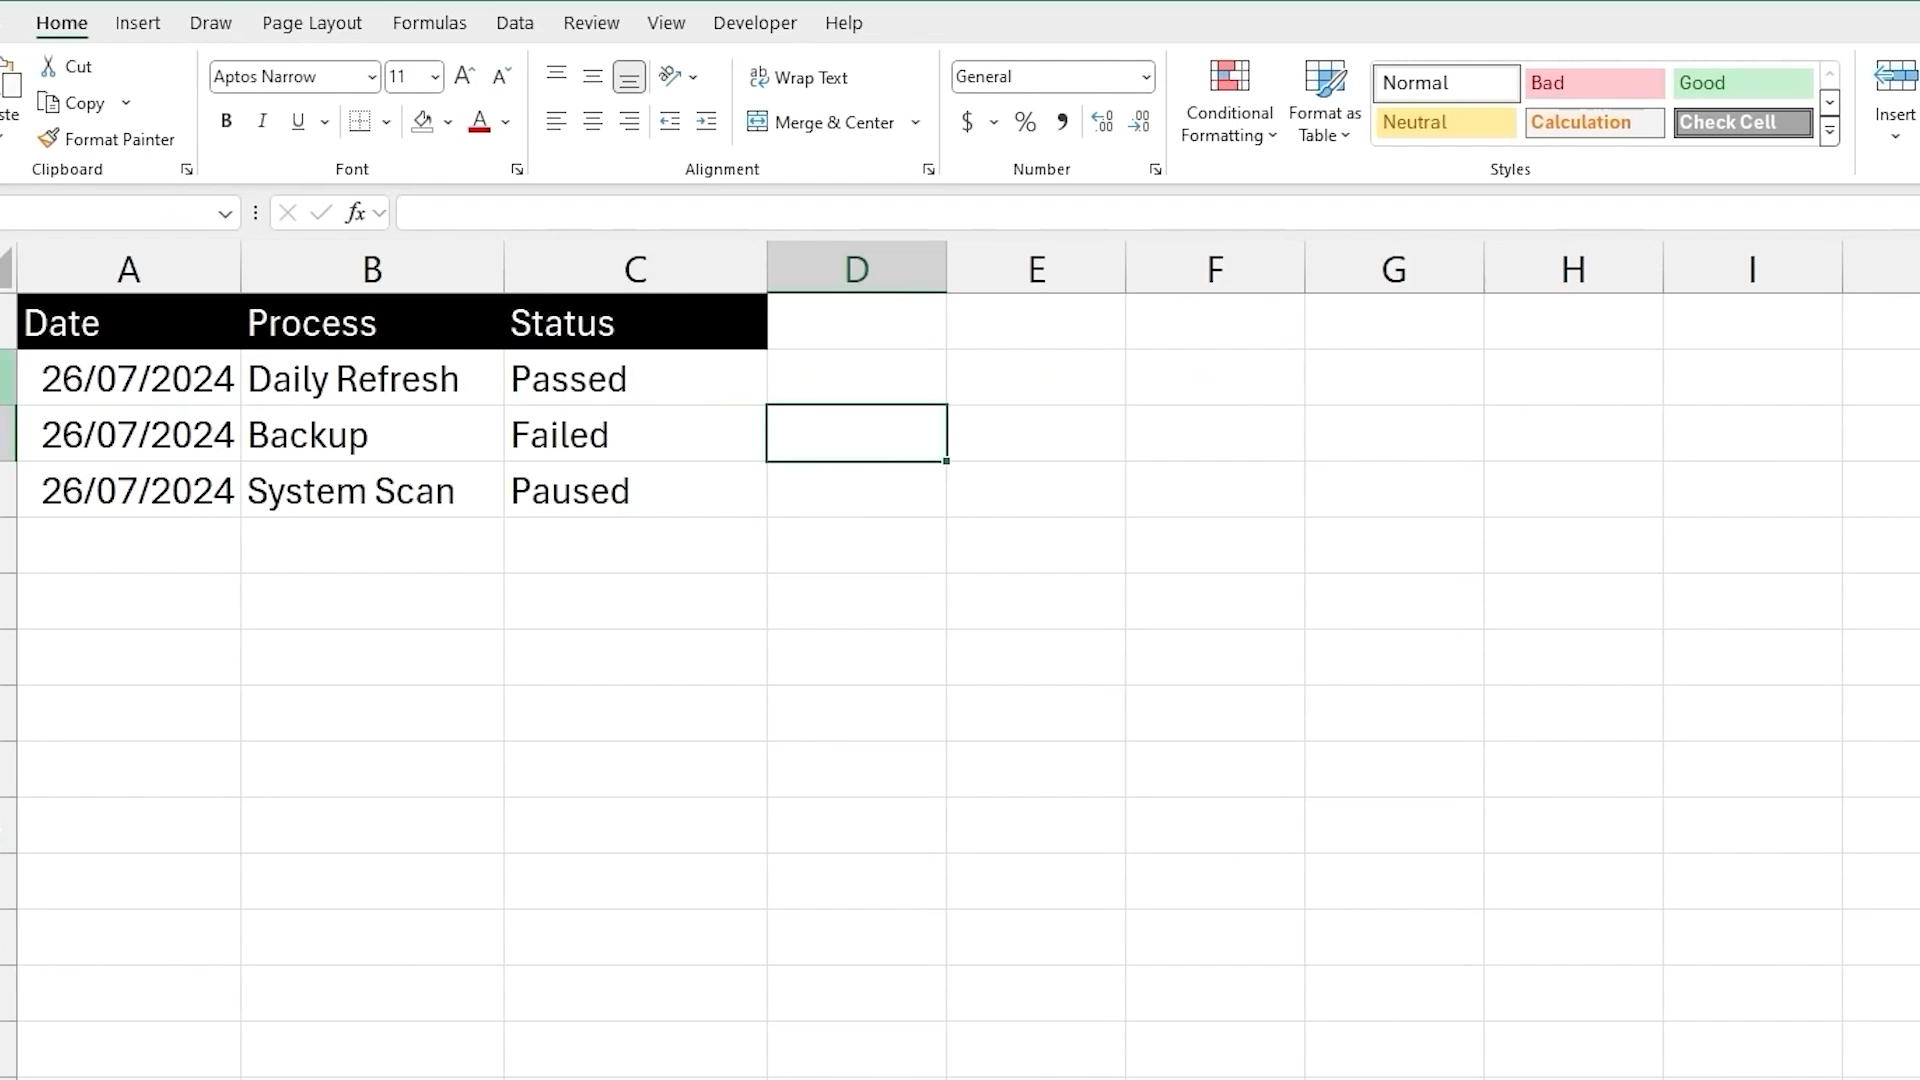 Home Insert Draw Page Layout Formulas Data Review View Developer Help
Cut
Copy
Format Painter
Clipboard
Aptos Narrow 11 A A
B I U A
Font
ab Wrap Text
Merge & Center
Alignment
General
$ % 9
Number
Conditional Formatting
Format as Table
Normal Bad Good
Neutral Calculation Check Cell
Styles
Insert
fx
A B C D E F G H I
Date Process Status
26/07/2024 Daily Refresh Passed
26/07/2024 Backup Failed
26/07/2024 System Scan Paused